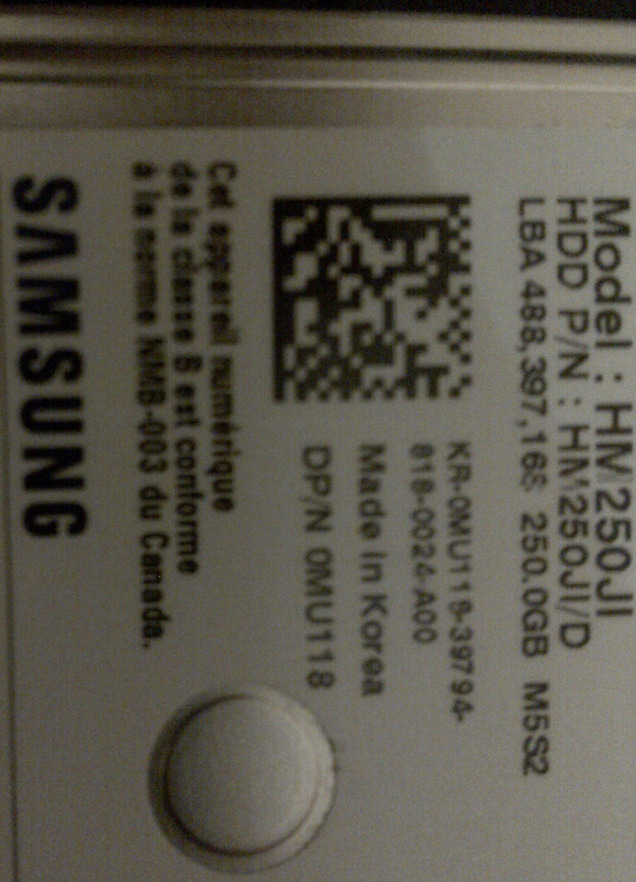 Model : HM250JI
HDD P/N : HM250JI/D
LBA 488,397,168 250.0GB M5S2
KR-0MU118-39794-
818-0024-A00
Made in Korea
DP/N 0MU118
Cet appareil numérique
de la classe B est conforme
à la norme NMB-003 du Canada.
SAMSUNG